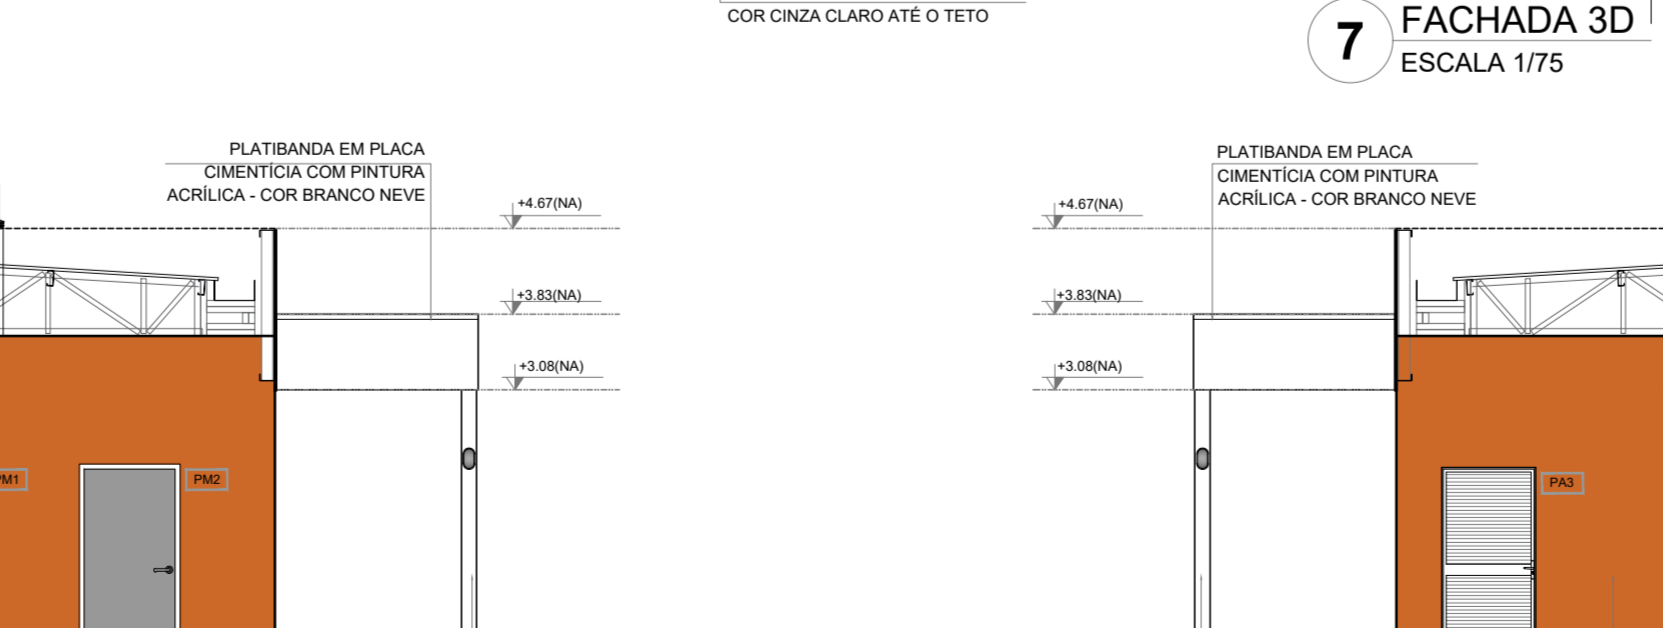 COR CINZA CLARO ATÉ O TETO
7
FACHADA 3D
ESCALA 1/75
PLATIBANDA EM PLACA
CIMENTÍCIA COM PINTURA
ACRÍLICA - COR BRANCO NEVE
+4.67(NA)
+3.83(NA)
+3.08(NA)
PLATIBANDA EM PLACA
CIMENTÍCIA COM PINTURA
ACRÍLICA - COR BRANCO NEVE
+4.67(NA)
+3.83(NA)
+3.08(NA)
PM1
PM2
PA3